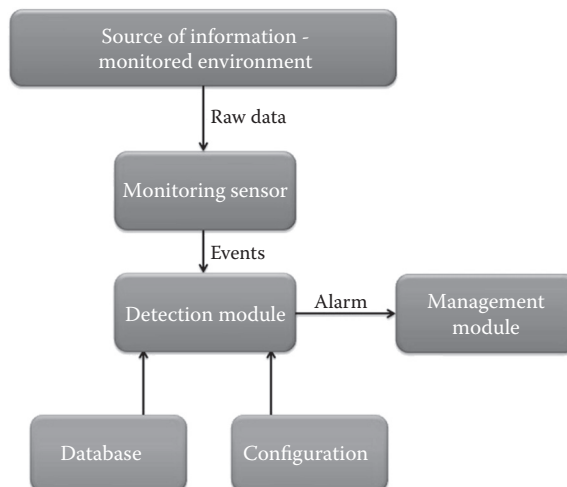 Source of information -
monitored environment
Raw data
Monitoring sensor
Events
Detection module
Alarm
Management
module
Database
Configuration